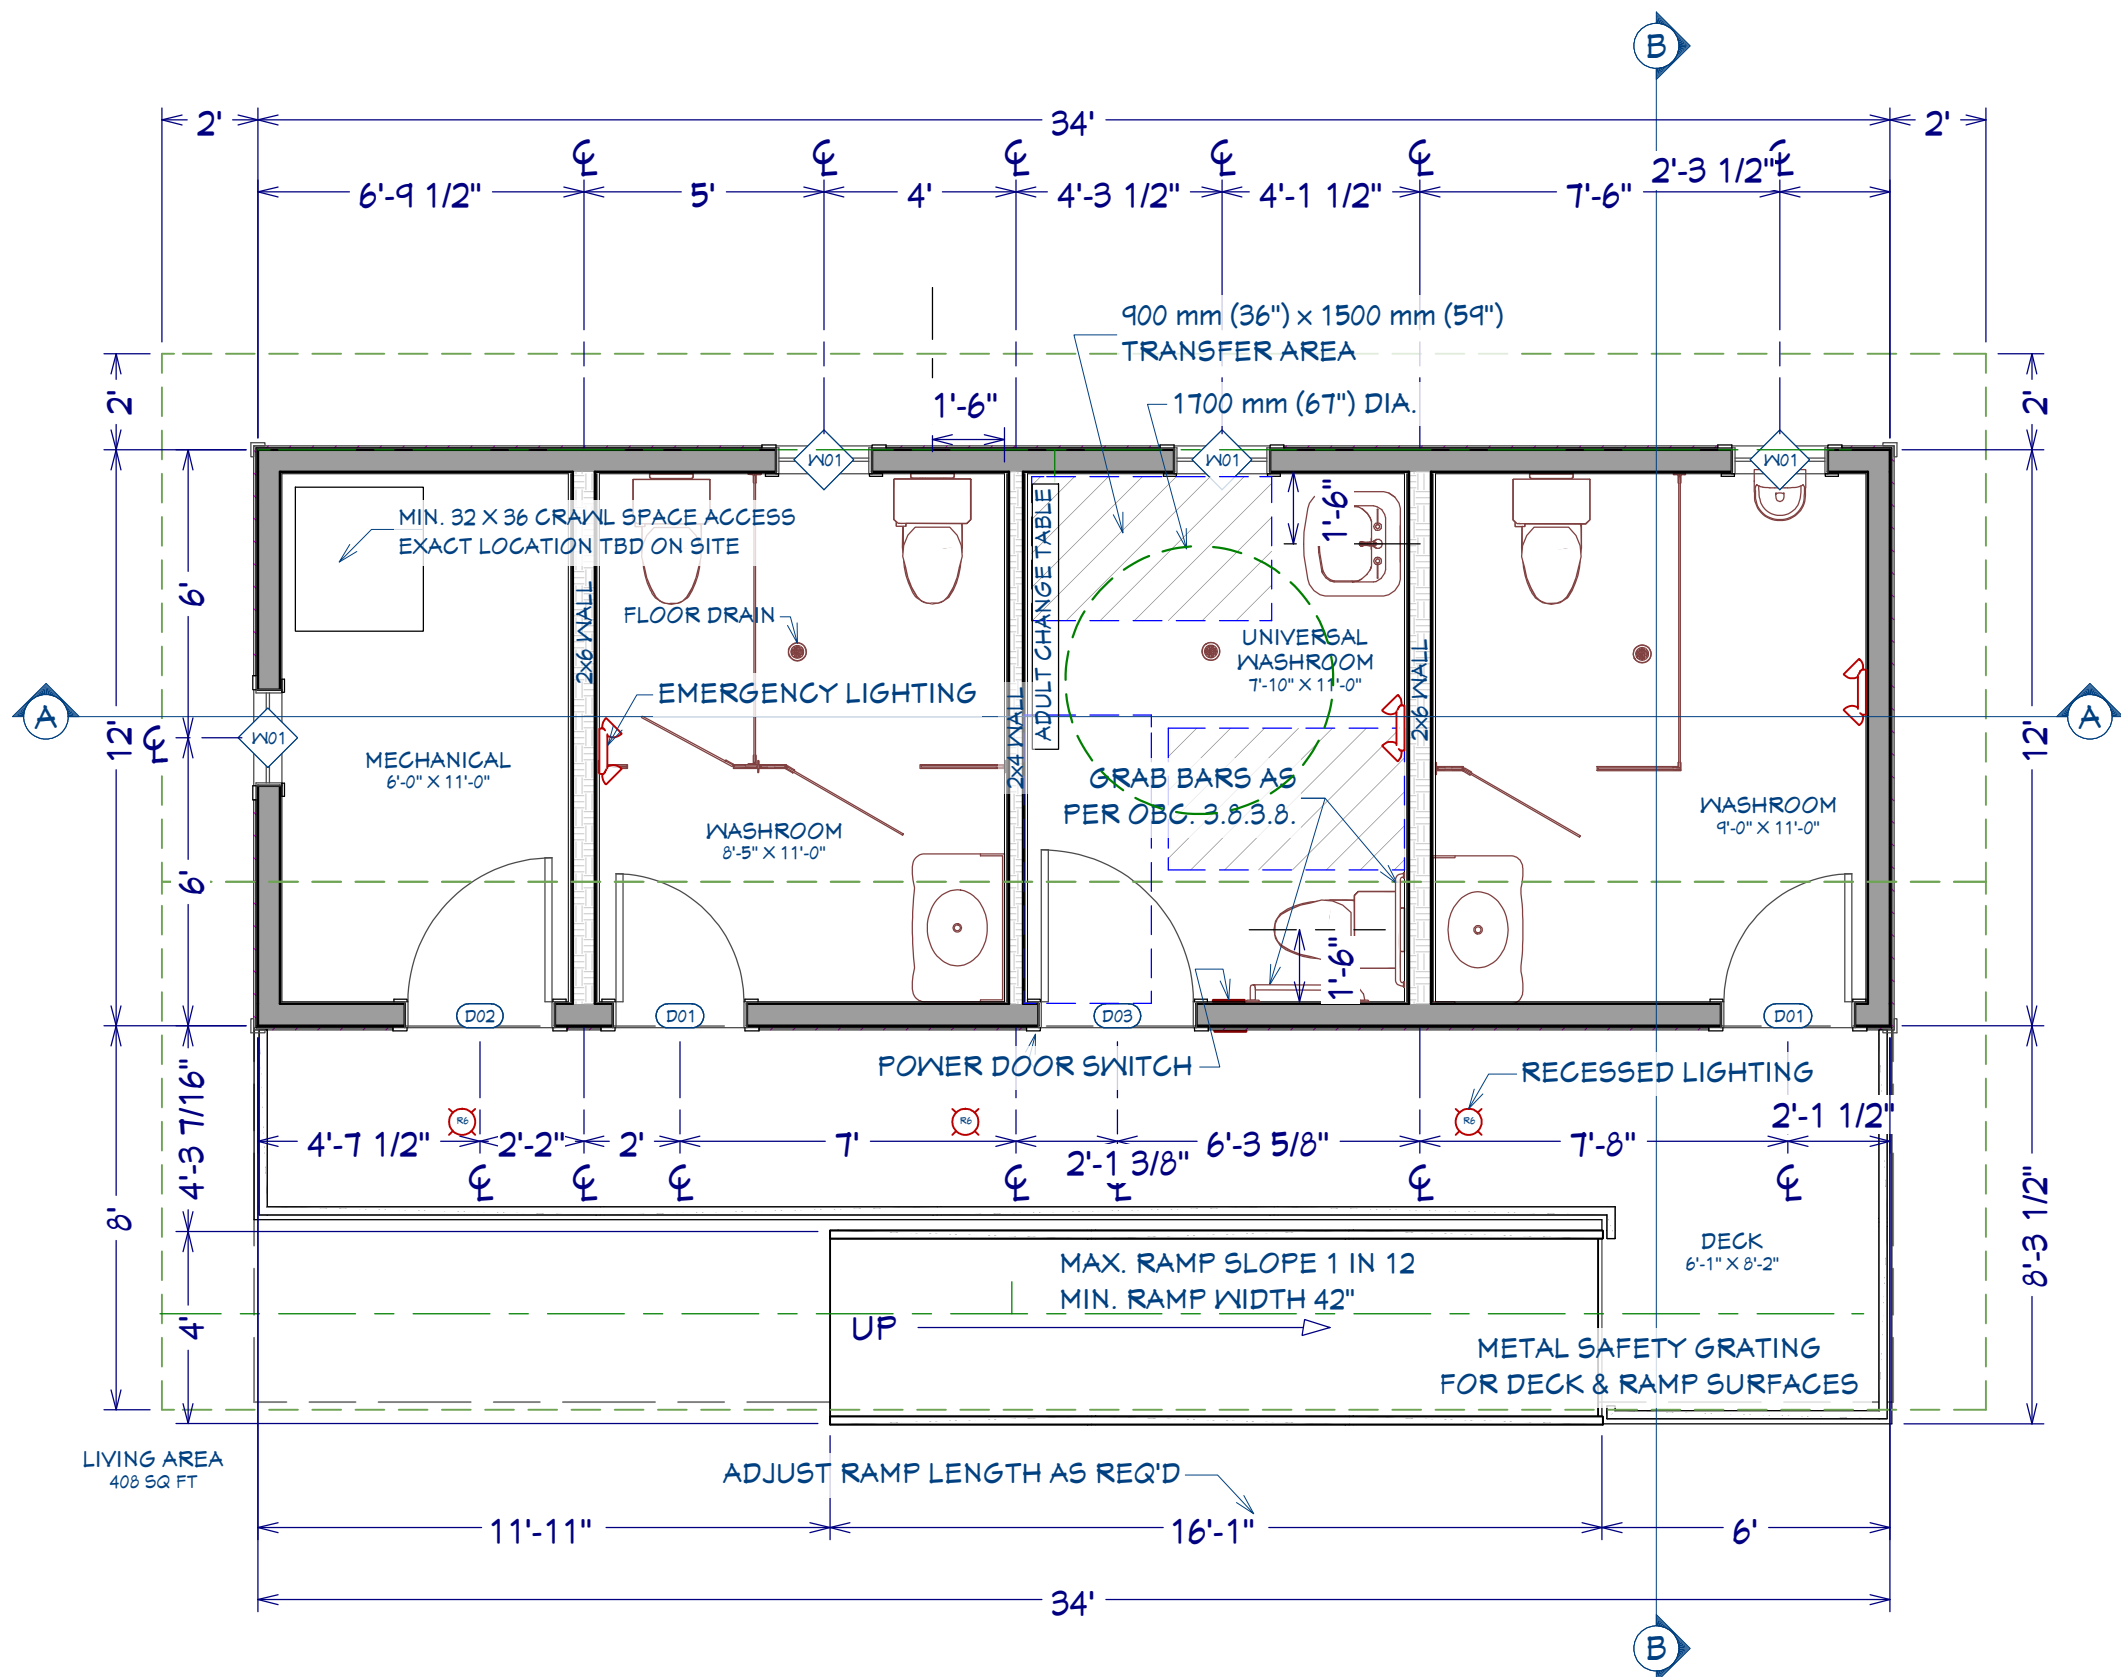 B
2'
34'
2'
℄
℄
℄
℄
℄
℄
6'-9 1/2"
5'
4'
4'-3 1/2"
4'-1 1/2"
7'-6"
2'-3 1/2"
900 mm (36") x 1500 mm (59")
TRANSFER AREA
1700 mm (67") DIA.
1'-6"
2'
2'
W01
W01
W01
MIN. 32 X 36 CRAWL SPACE ACCESS
EXACT LOCATION TBD ON SITE
ADULT CHANGE TABLE
1'-6"
6'
2x6 WALL
FLOOR DRAIN
UNIVERSAL
WASHROOM
7'-10" X 11'-0"
2x6 WALL
EMERGENCY LIGHTING
2x4 WALL
A
A
12'
℄
W01
12'
MECHANICAL
6'-0" X 11'-0"
GRAB BARS AS
PER OBC. 3.8.3.8.
WASHROOM
8'-5" X 11'-0"
WASHROOM
9'-0" X 11'-0"
6'
1'-6"
D02
D01
D03
D01
POWER DOOR SWITCH
RECESSED LIGHTING
R6
R6
R6
4'-3 7/16"
4'-7 1/2"
2'-2"
2'
7'
2'-1 3/8"
6'-3 5/8"
7'-8"
2'-1 1/2"
℄
℄
℄
℄
℄
℄
℄
8'
8'-3 1/2"
DECK
6'-1" X 8'-2"
MAX. RAMP SLOPE 1 IN 12
MIN. RAMP WIDTH 42"
4'
UP
METAL SAFETY GRATING
FOR DECK & RAMP SURFACES
LIVING AREA
408 SQ FT
ADJUST RAMP LENGTH AS REQ'D
11'-11"
16'-1"
6'
34'
B